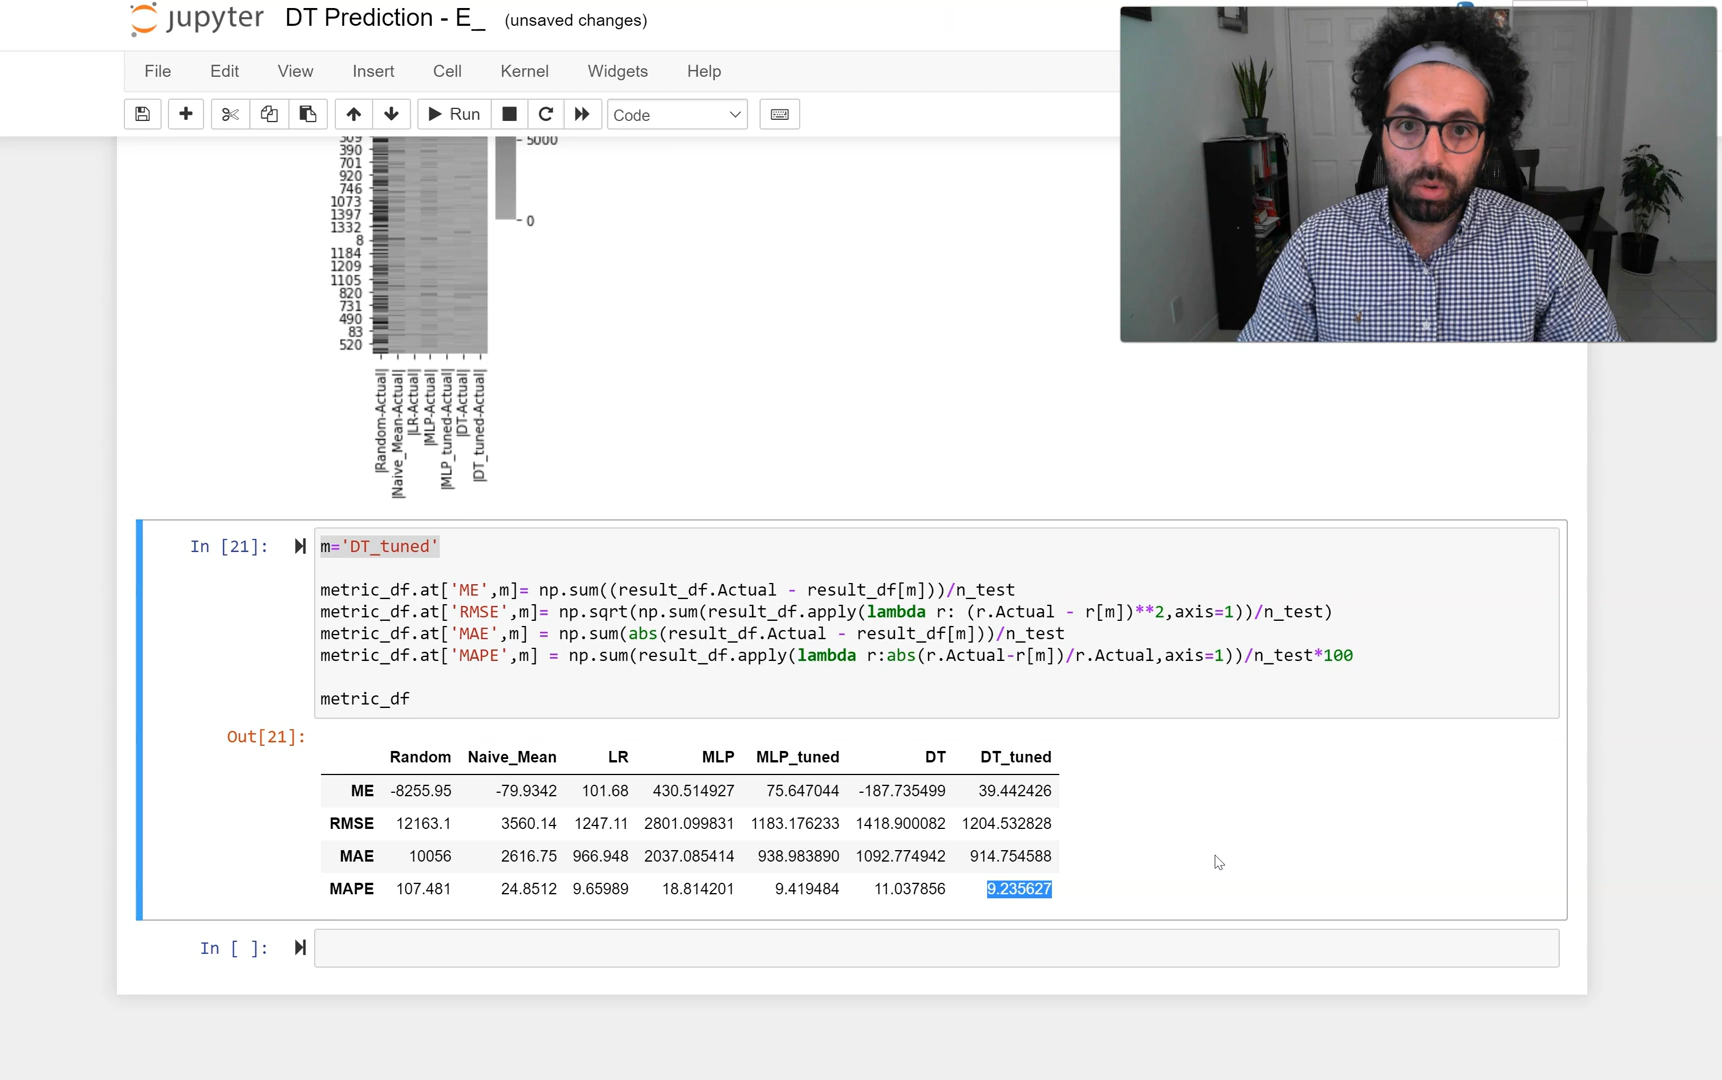 jupyter DT Prediction - E_ (unsaved changes)
File Edit View Insert Cell Kernel Widgets Help
Run Code
390
701
920
746
1073
1397
1332
8
1184
1209
1105
820
731
490
83
520
5000
0
|Random-Actual|
|Naive_Mean-Actual|
|LR-Actual|
|MLP-Actual|
|MLP_tuned-Actual|
|DT-Actual|
|DT_tuned-Actual|
In [21]:
m='DT_tuned'
metric_df.at['ME',m]= np.sum((result_df.Actual - result_df[m]))/n_test
metric_df.at['RMSE',m]= np.sqrt(np.sum(result_df.apply(lambda r: (r.Actual - r[m])**2,axis=1))/n_test)
metric_df.at['MAE',m] = np.sum(abs(result_df.Actual - result_df[m]))/n_test
metric_df.at['MAPE',m] = np.sum(result_df.apply(lambda r:abs(r.Actual-r[m])/r.Actual,axis=1))/n_test*100
metric_df
Out[21]:
Random Naive_Mean LR MLP MLP_tuned DT DT_tuned
ME -8255.95 -79.9342 101.68 430.514927 75.647044 -187.735499 39.442426
RMSE 12163.1 3560.14 1247.11 2801.099831 1183.176233 1418.900082 1204.532828
MAE 10056 2616.75 966.948 2037.085414 938.983890 1092.774942 914.754588
MAPE 107.481 24.8512 9.65989 18.814201 9.419484 11.037856 9.235627
In [ ]: